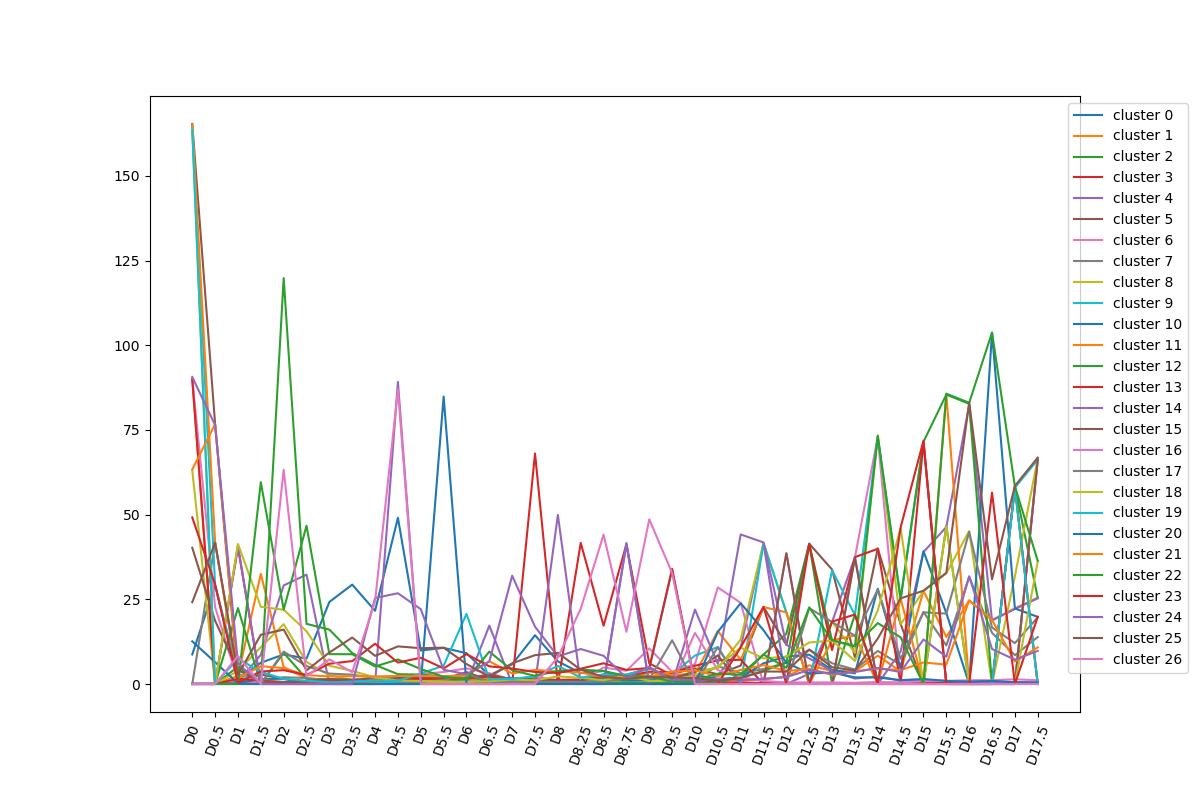 150
125
100
75
50
25
0
D0
D0.5
D1
D1.5
D2
D2.5
D3
D3.5
D4
D4.5
D5
D5.5
D6
D6.5
D7
D7.5
D8
D8.25
D8.5
D8.75
D9
D9.5
D10
D10.5
D11
D11.5
D12
D12.5
D13
D13.5
D14
D14.5
D15
D15.5
D16
D16.5
D17
D17.5
cluster 0
cluster 1
cluster 2
cluster 3
cluster 4
cluster 5
cluster 6
cluster 7
cluster 8
cluster 9
cluster 10
cluster 11
cluster 12
cluster 13
cluster 14
cluster 15
cluster 16
cluster 17
cluster 18
cluster 19
cluster 20
cluster 21
cluster 22
cluster 23
cluster 24
cluster 25
cluster 26